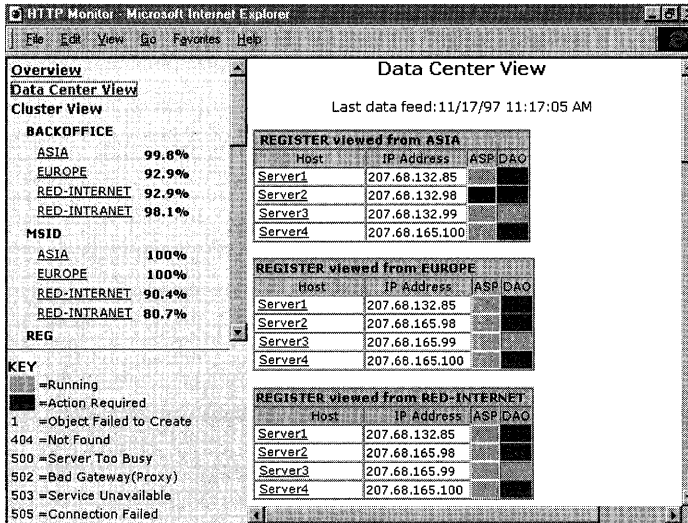 HTTP Monitor - Microsoft Internet Explorer
File Edit View Go Favorites Help
Overview
Data Center View
Cluster View
BACKOFFICE
ASIA 99.8%
EUROPE 92.9%
RED-INTERNET 92.9%
RED-INTRANET 98.1%
MSID
ASIA 100%
EUROPE 100%
RED-INTERNET 90.4%
RED-INTRANET 80.7%
REG
KEY
=Running
=Action Required
1 =Object Failed to Create
404 =Not Found
500 =Server Too Busy
502 =Bad Gateway(Proxy)
503 =Service Unavailable
505 =Connection Failed
Data Center View
Last data feed:11/17/97 11:17:05 AM
REGISTER viewed from ASIA
Host IP Address ASP DAO
Server1 207.68.132.85
Server2 207.68.132.98
Server3 207.68.132.99
Server4 207.68.165.100
REGISTER viewed from EUROPE
Host IP Address ASP DAO
Server1 207.68.132.85
Server2 207.68.165.98
Server3 207.68.165.99
Server4 207.68.165.100
REGISTER viewed from RED-INTERNET
Host IP Address ASP DAO
Server1 207.68.132.85
Server2 207.68.165.98
Server3 207.68.165.99
Server4 207.68.165.100